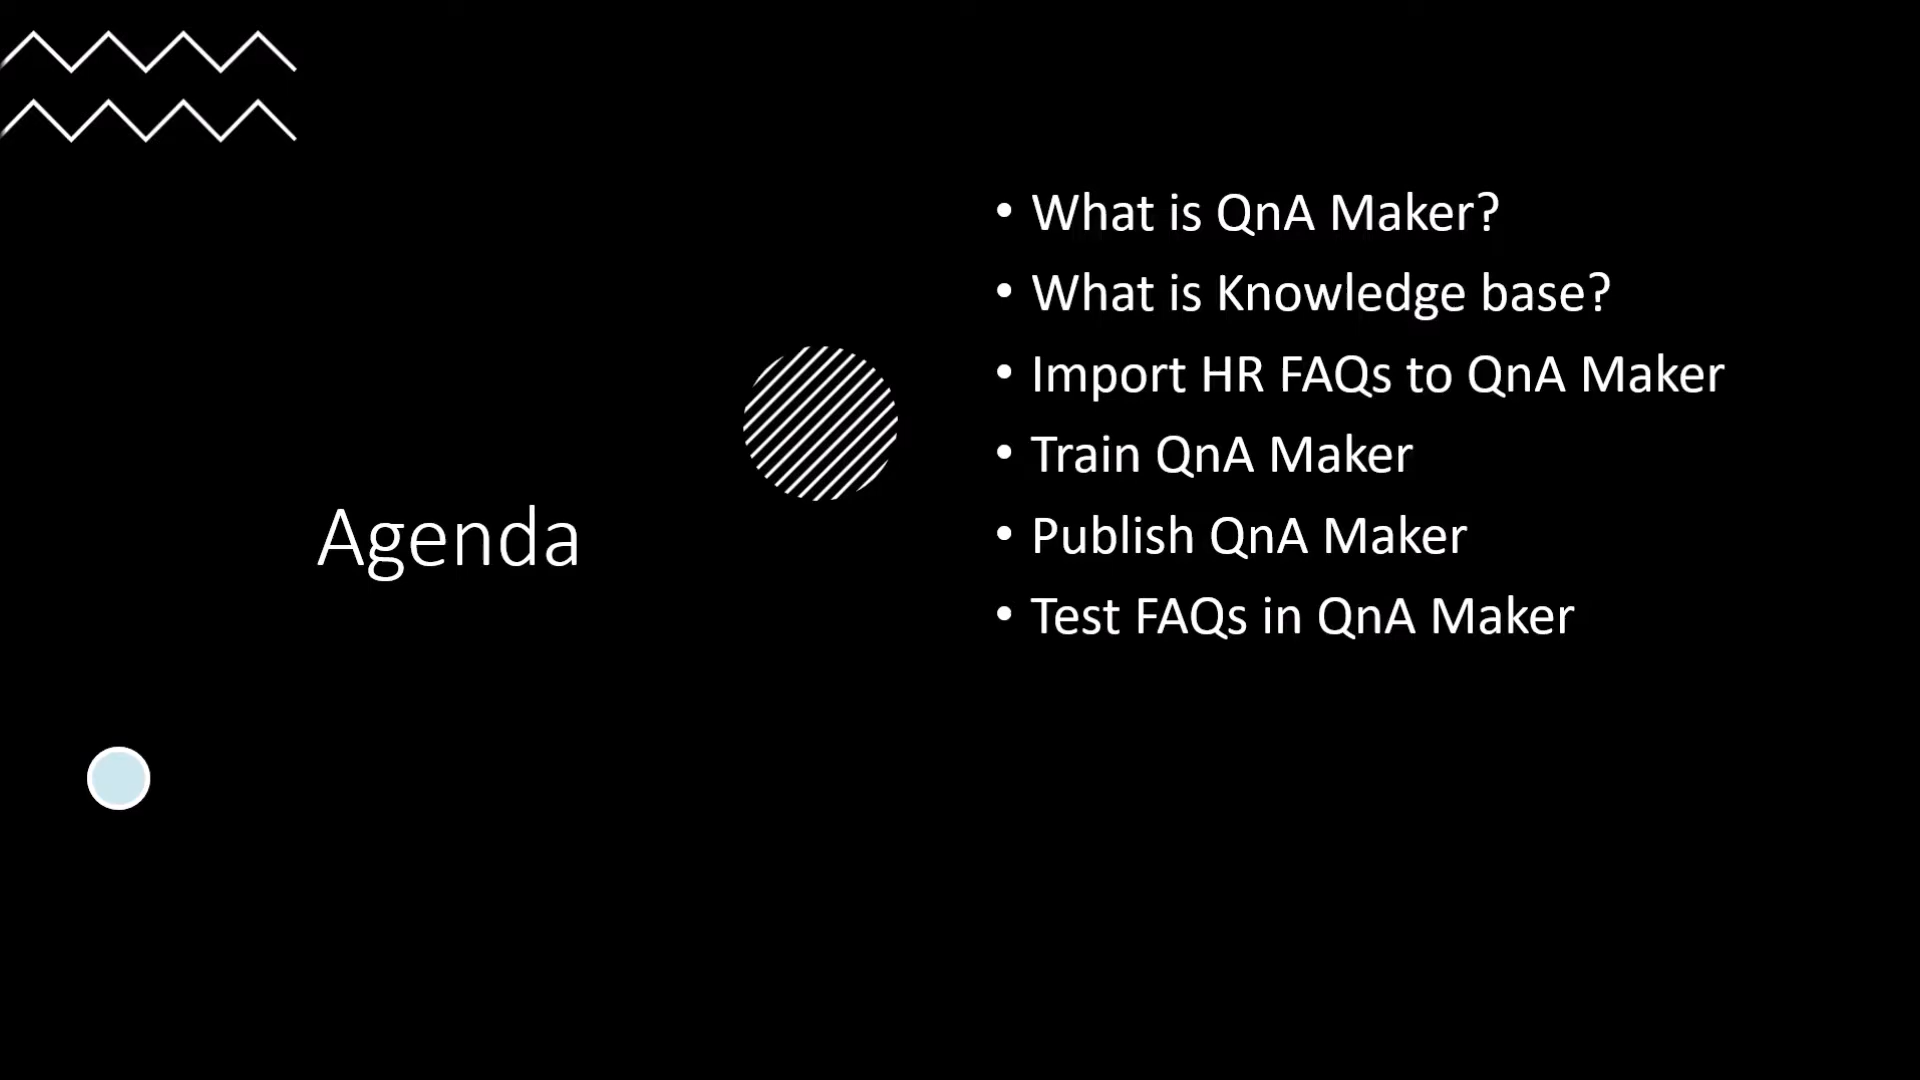 Agenda
• What is QnA Maker?
• What is Knowledge base?
• Import HR FAQs to QnA Maker
• Train QnA Maker
• Publish QnA Maker
• Test FAQs in QnA Maker